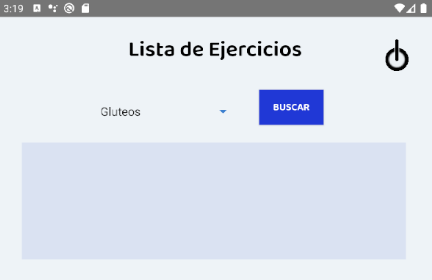 3:19
Lista de Ejercicios
Gluteos
BUSCAR